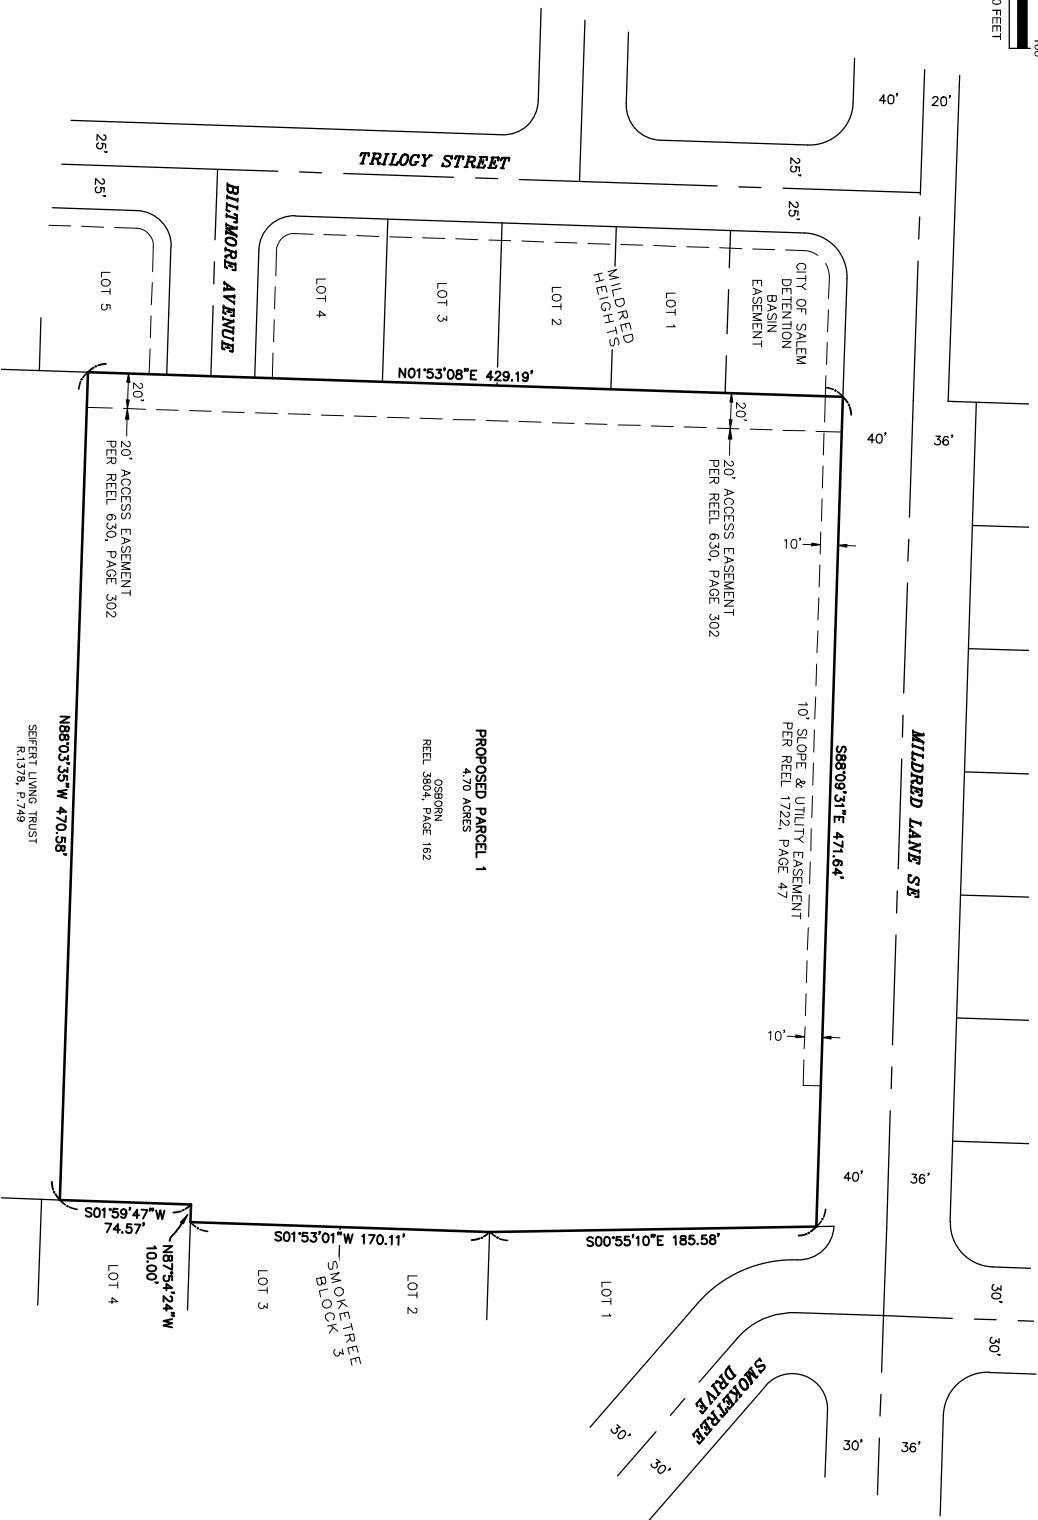 100
0 FEET
40'
20'
TRILOGY STREET
25'
25'
25'
25'
BILTMORE AVENUE
CITY OF SALEM
DETENTION
BASIN
EASEMENT
LOT 1
MILDRED
HEIGHTS
LOT 2
LOT 3
LOT 4
LOT 5
N01°53'08"E 429.19'
20'
20'
40'
36'
20' ACCESS EASEMENT
PER REEL 630, PAGE 302
20' ACCESS EASEMENT
PER REEL 630, PAGE 302
10'
MILDRED LANE SE
S88°09'31"E 471.64'
10' SLOPE & UTILITY EASEMENT
PER REEL 1722, PAGE 47
PROPOSED PARCEL 1
4.70 ACRES
OSBORN
REEL 3804, PAGE 162
N88°03'35"W 470.58'
SEIFERT LIVING TRUST
R.1378, P.749
10'
40'
36'
S01°59'47"W
74.57'
N87°54'24"W
10.00'
S01°53'01"W 170.11'
S00°55'10"E 185.58'
LOT 1
LOT 2
SMOKETREE
BLOCK 3
LOT 3
LOT 4
30'
30'
SMOKETREE
DRIVE
30'
30'
30'
36'